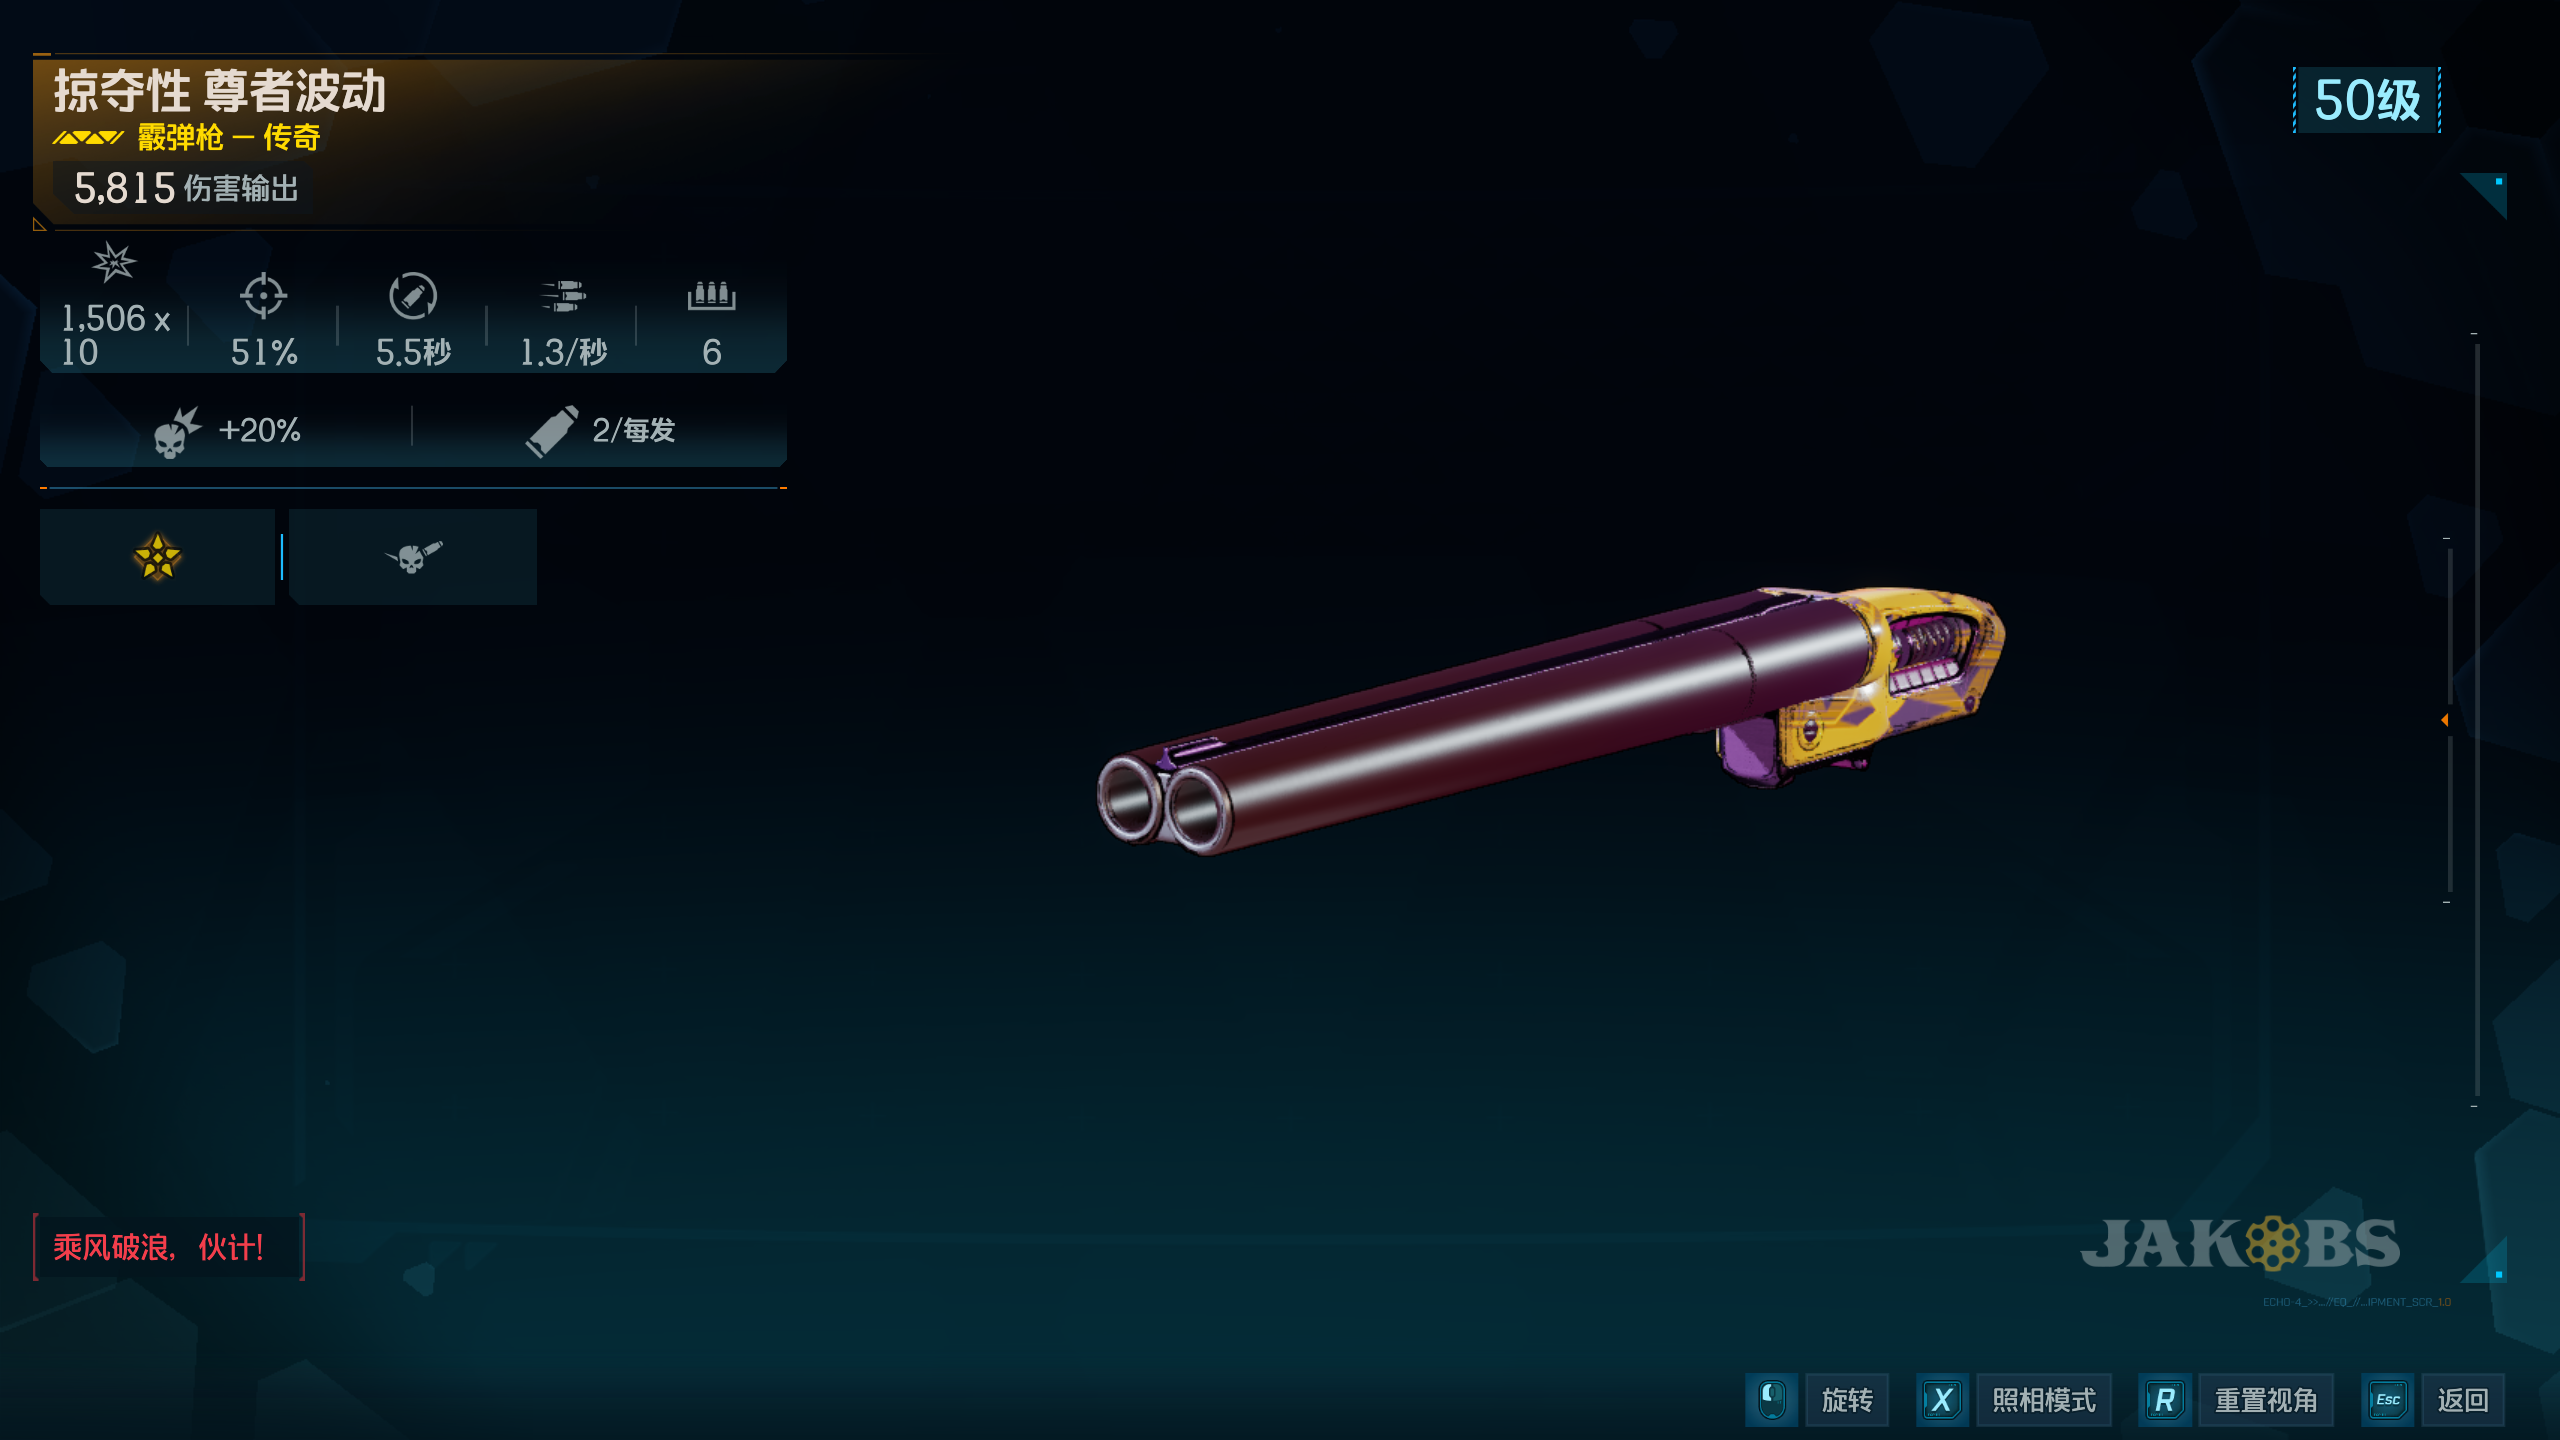 掠夺性 尊者波动
霰弹枪 — 传奇
5,815 伤害输出
50级
1,506 x
10
51%
5.5秒
1.3/秒
6
+20%
2/每发
乘风破浪，伙计！
JAKOBS
ECHO-4_>>...//EQ_//...IPMENT_SCR_1.0
旋转
X 照相模式
R 重置视角
Esc 返回